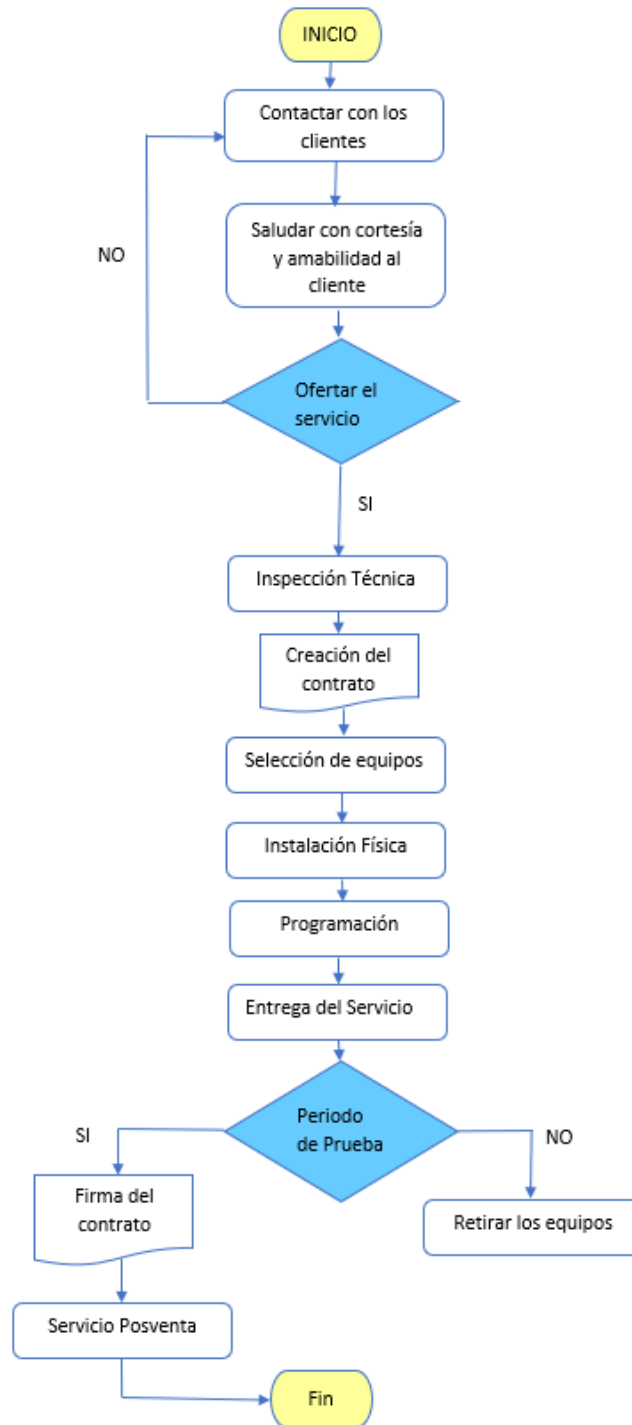 INICIO
Contactar con los
clientes
NO
Saludar con cortesía
y amabilidad al
cliente
Ofertar el
servicio
SI
Inspección Técnica
Creación del
contrato
Selección de equipos
Instalación Física
Programación
Entrega del Servicio
Periodo
de Prueba
SI
NO
Firma del
contrato
Retirar los equipos
Servicio Posventa
Fin